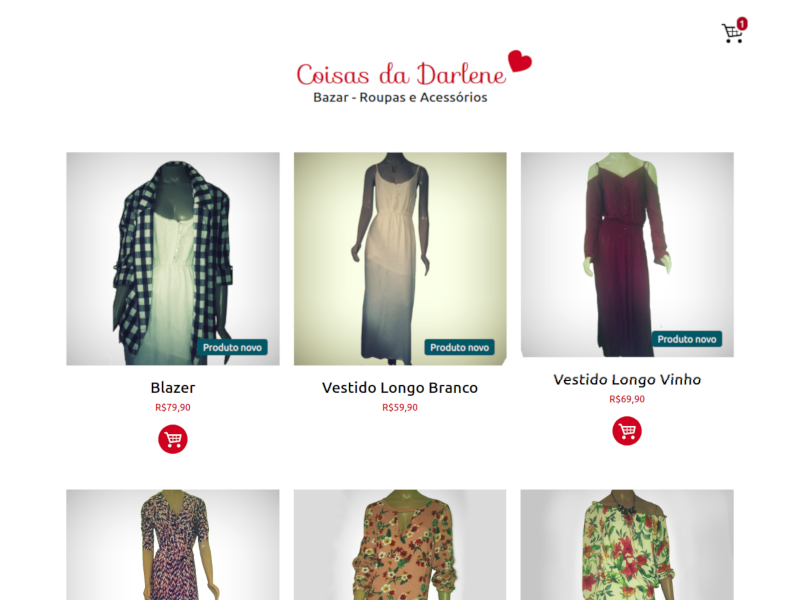 1
Coisas da Darlene
Bazar - Roupas e Acessórios
Produto novo
Produto novo
Produto novo
Blazer
R$79,90
Vestido Longo Branco
R$59,90
Vestido Longo Vinho
R$69,90